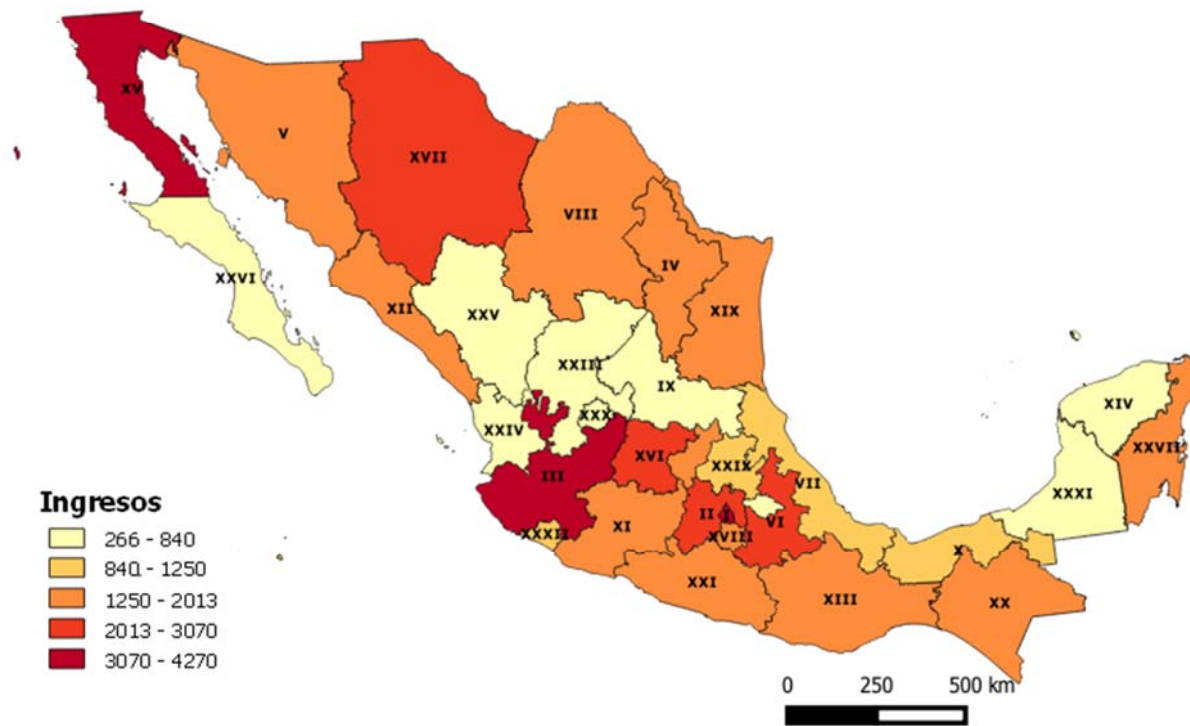 XV
V
XVII
VIII
XXVI
IV
XII
XXV
XIX
XXIII
IX
XXX
XXIV
XIV
XVI
XXVII
XXIX
III
VII
XXXI
II
I
VI
XXXII
XI
XVIII
X
XXI
XIII
XX
Ingresos
266 - 840
840 - 1250
1250 - 2013
2013 - 3070
3070 - 4270
0 250 500 km